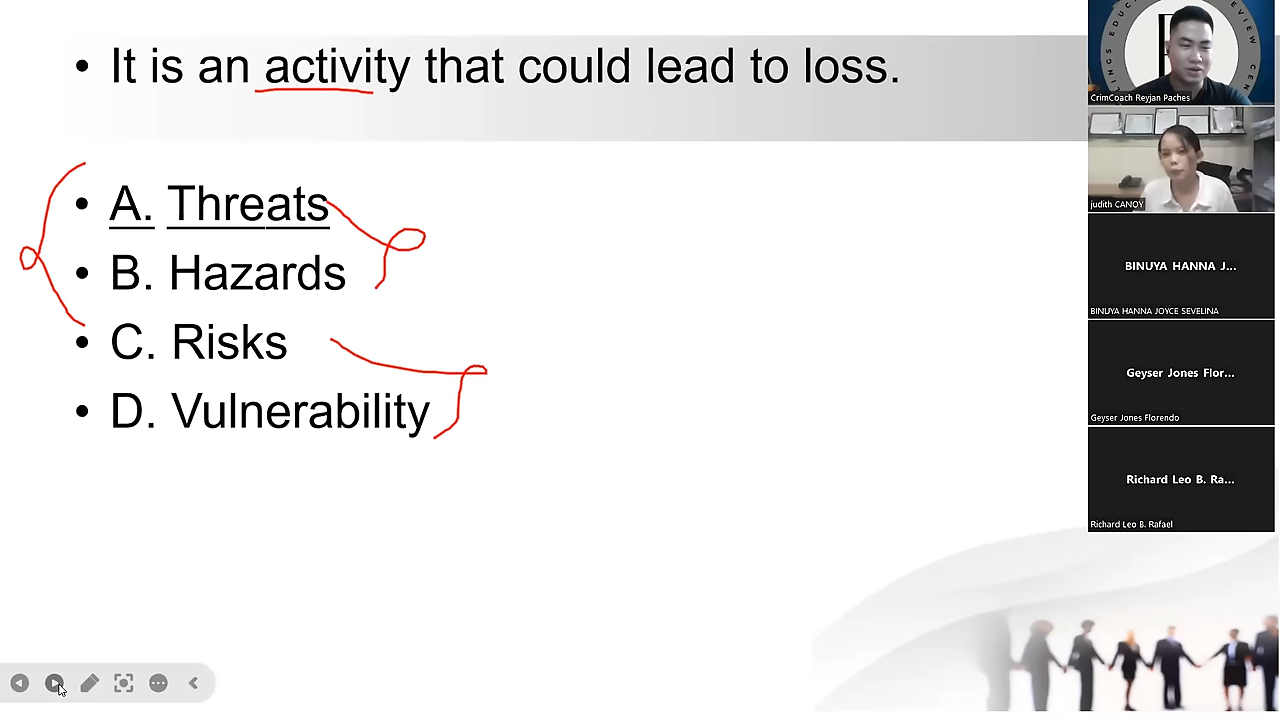 • It is an activity that could lead to loss.
• A. Threats
• B. Hazards
• C. Risks
• D. Vulnerability
CrimCoach Reyjan Paches
judith CANOY
BINUYA HANNA J...
BINUYA HANNA JOYCE SEVELINA
Geyser Jones Flor...
Geyser Jones Florendo
Richard Leo B. Ra...
Richard Leo B. Rafael